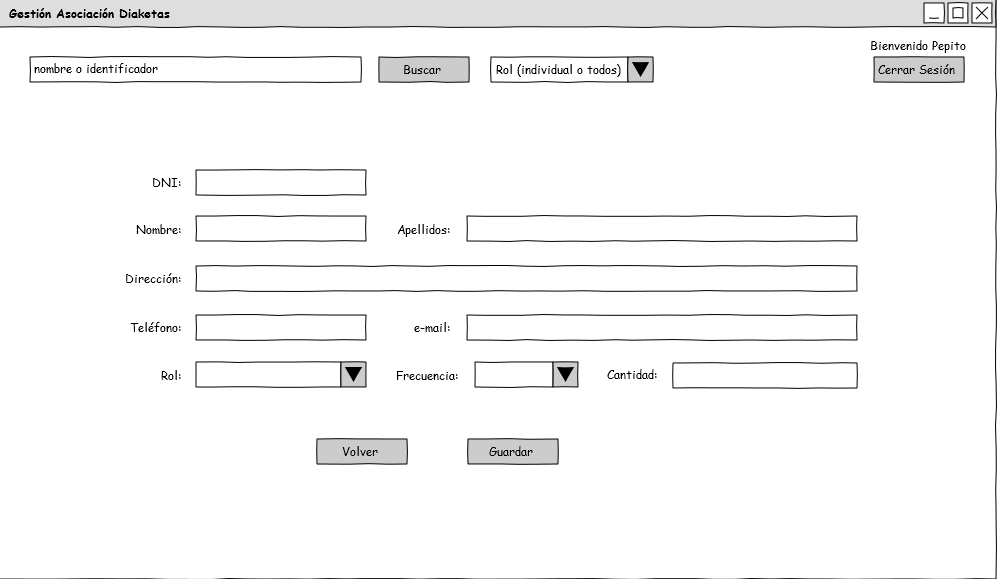 Gestión Asociación Diaketas
Bienvenido Pepito
nombre o identificador Buscar Rol (individual o todos) Cerrar Sesión
DNI:
Nombre: Apellidos:
Dirección:
Teléfono: e-mail:
Rol: Frecuencia: Cantidad:
Volver Guardar